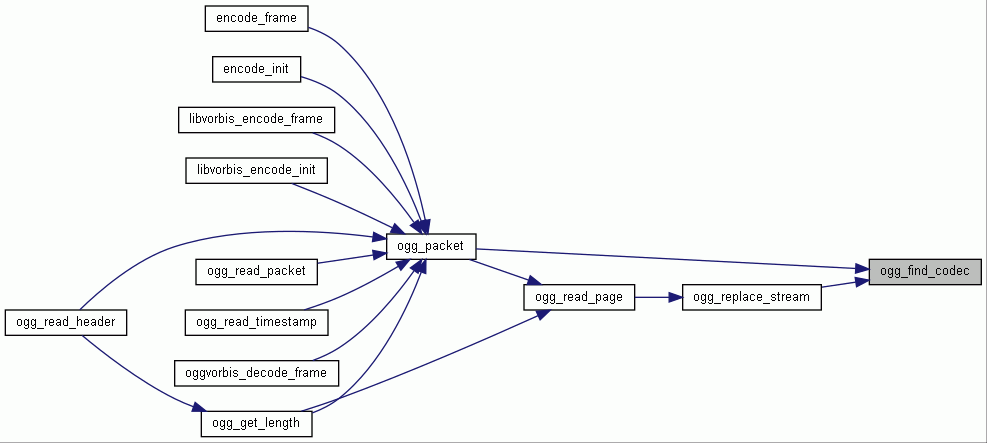 encode_frame
encode_init
libvorbis_encode_frame
libvorbis_encode_init
ogg_packet
ogg_find_codec
ogg_read_packet
ogg_read_page
ogg_replace_stream
ogg_read_header
ogg_read_timestamp
oggvorbis_decode_frame
ogg_get_length